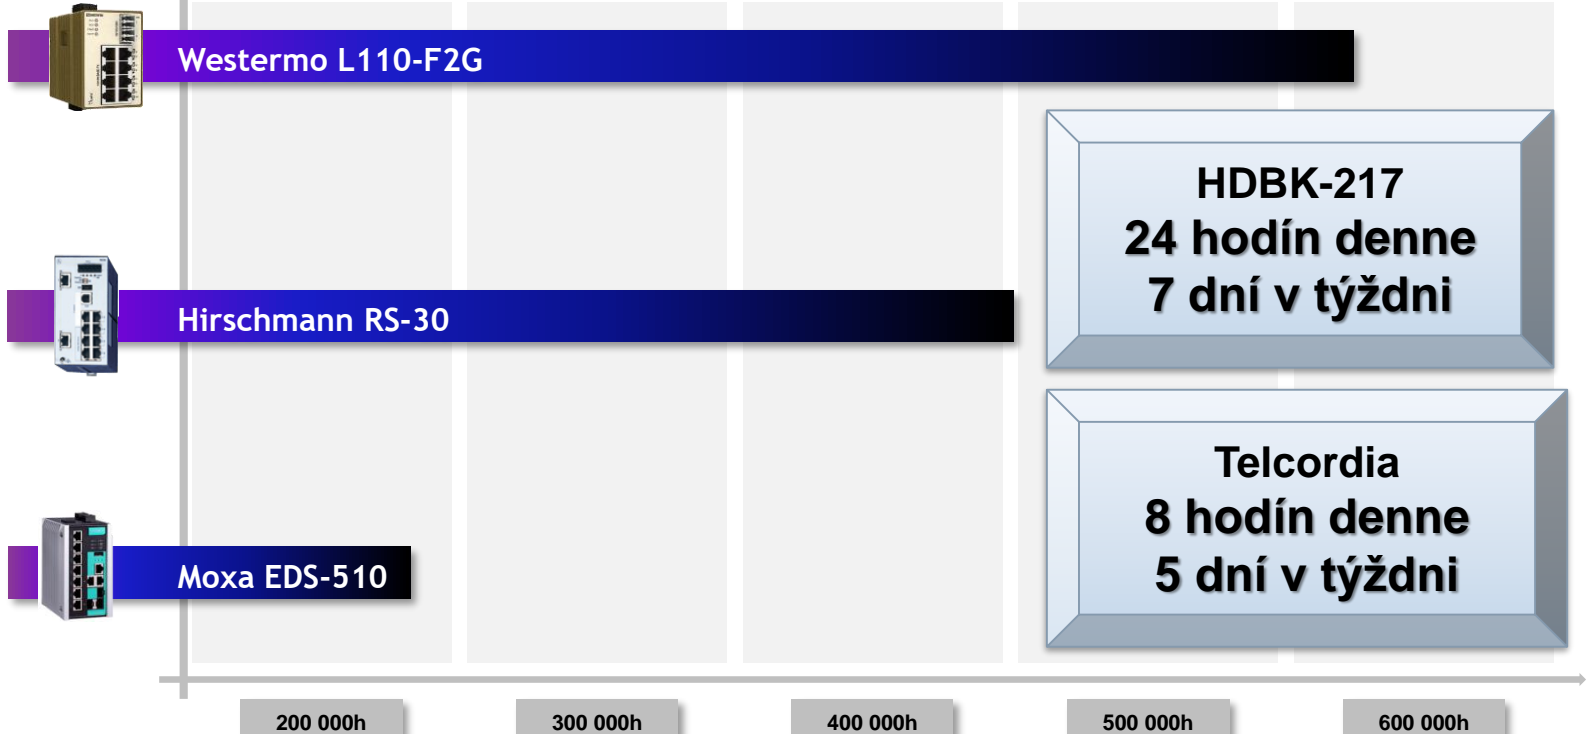 Westermo L110-F2G
HDBK-217
24 hodín denne
7 dní v týždni
Hirschmann RS-30
Telcordia
8 hodín denne
5 dní v týždni
Moxa EDS-510
200 000h
300 000h
400 000h
500 000h
600 000h